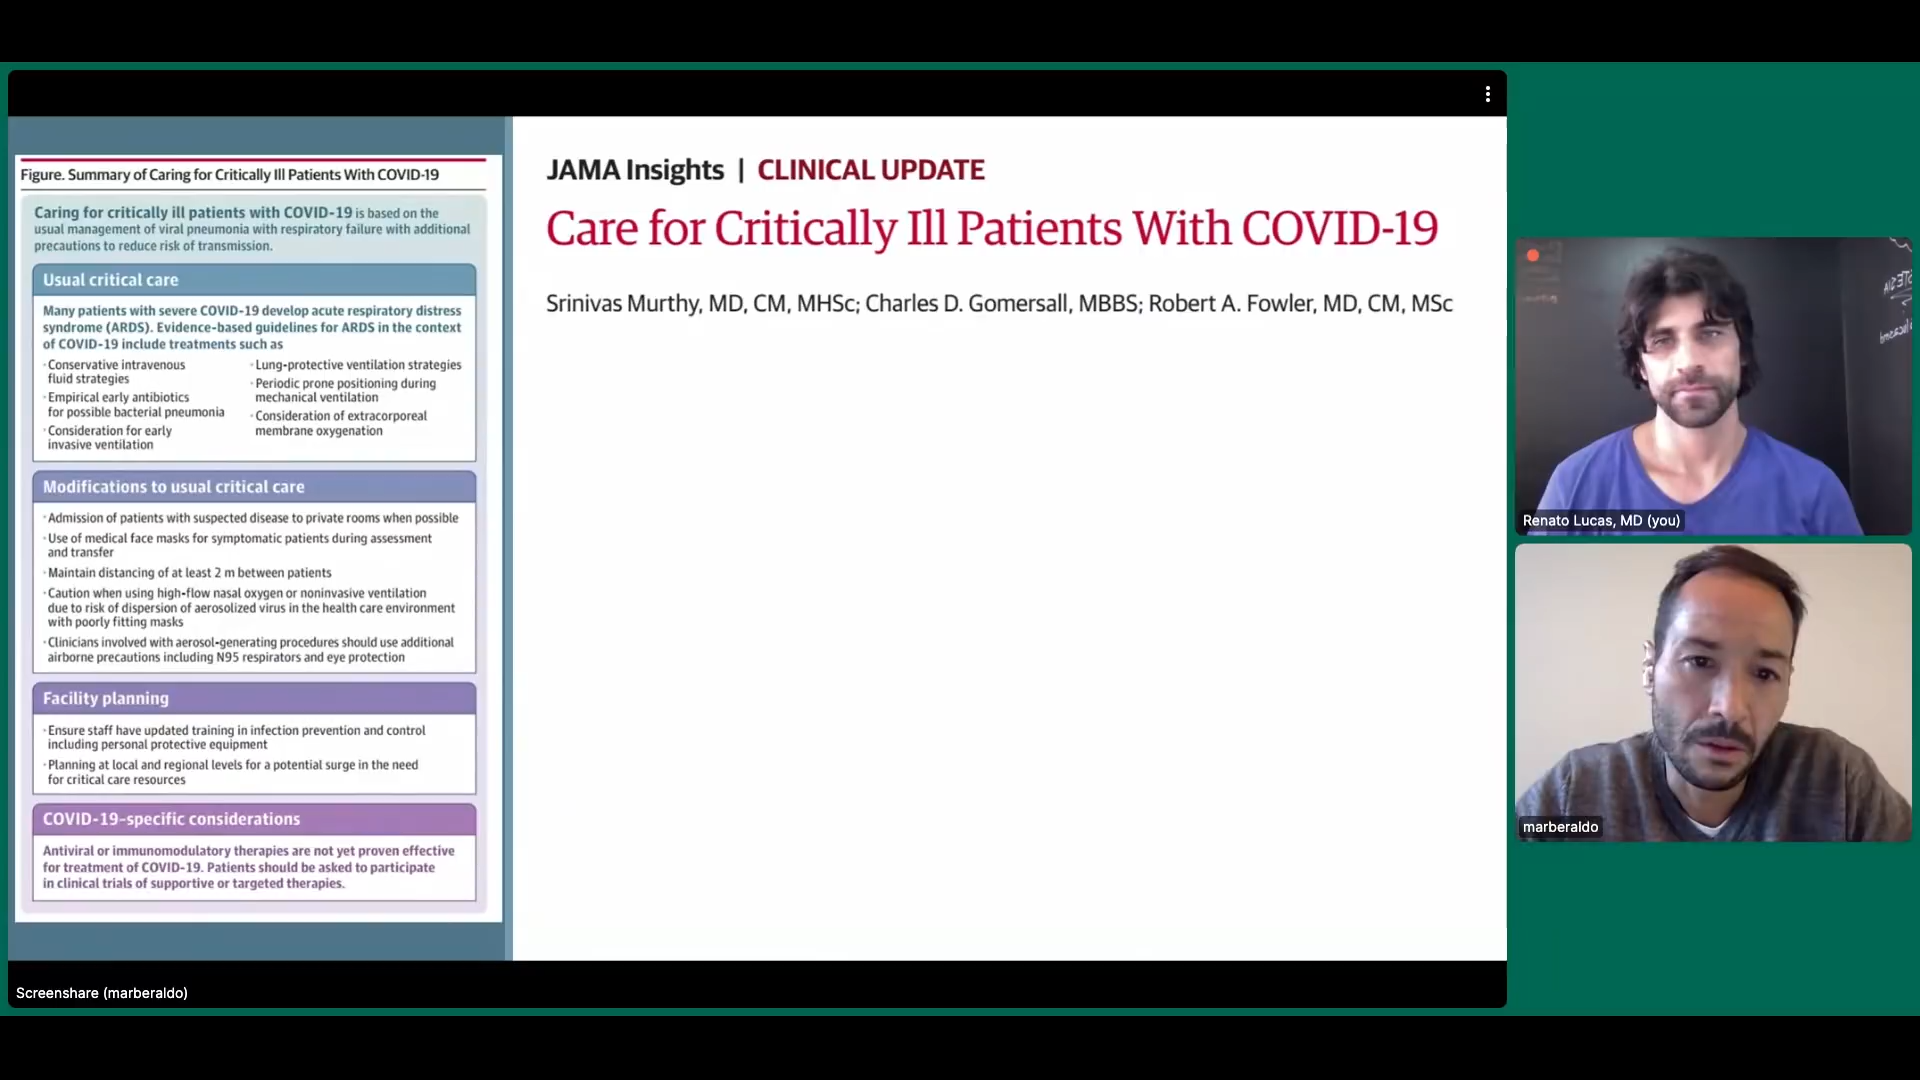 Figure. Summary of Caring for Critically Ill Patients With COVID-19
Caring for critically ill patients with COVID-19 is based on the
usual management of viral pneumonia with respiratory failure with additional
precautions to reduce risk of transmission.
Usual critical care
Many patients with severe COVID-19 develop acute respiratory distress
syndrome (ARDS). Evidence-based guidelines for ARDS in the context
of COVID-19 include treatments such as
· Conservative intravenous
fluid strategies
· Empirical early antibiotics
for possible bacterial pneumonia
· Consideration for early
invasive ventilation
· Lung-protective ventilation strategies
· Periodic prone positioning during
mechanical ventilation
· Consideration of extracorporeal
membrane oxygenation
Modifications to usual critical care
· Admission of patients with suspected disease to private rooms when possible
· Use of medical face masks for symptomatic patients during assessment
and transfer
· Maintain distancing of at least 2 m between patients
· Caution when using high-flow nasal oxygen or noninvasive ventilation
due to risk of dispersion of aerosolized virus in the health care environment
with poorly fitting masks
· Clinicians involved with aerosol-generating procedures should use additional
airborne precautions including N95 respirators and eye protection
Facility planning
· Ensure staff have updated training in infection prevention and control
including personal protective equipment
· Planning at local and regional levels for a potential surge in the need
for critical care resources
COVID-19-specific considerations
Antiviral or immunomodulatory therapies are not yet proven effective
for treatment of COVID-19. Patients should be asked to participate
in clinical trials of supportive or targeted therapies.
JAMA Insights | CLINICAL UPDATE
Care for Critically Ill Patients With COVID-19
Srinivas Murthy, MD, CM, MHSc; Charles D. Gomersall, MBBS; Robert A. Fowler, MD, CM, MSc
Renato Lucas, MD (you)
marberaldo
Screenshare (marberaldo)